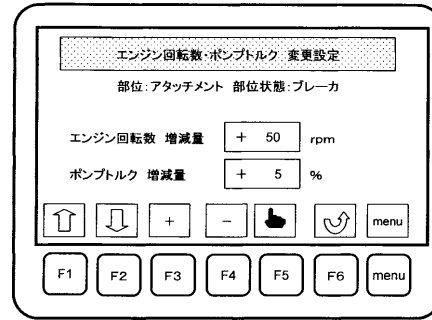 エンジン回転数・ポンプトルク 変更設定
部位:アタッチメント 部位状態:ブレーカ
エンジン回転数 増減量 + 50 rpm
ポンプトルク 増減量 + 5 %
+ - menu
F1 F2 F3 F4 F5 F6 menu